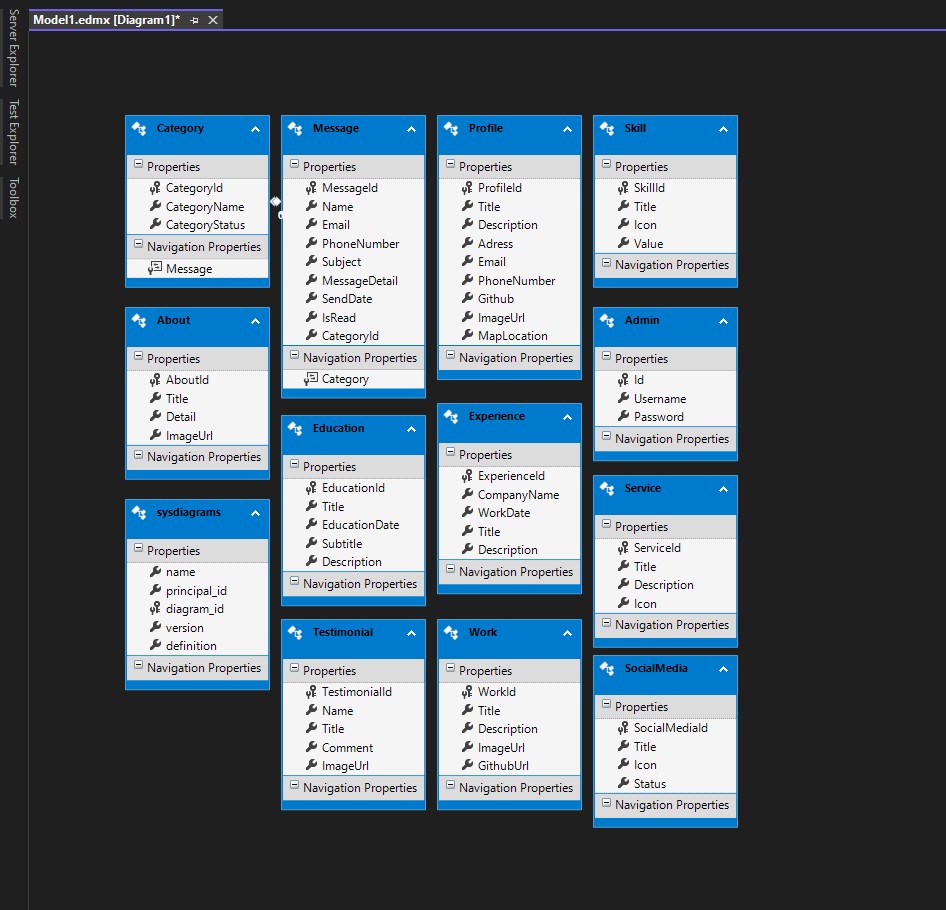 Model1.edmx [Diagram1]*
Server Explorer
Test Explorer
Toolbox
Category
Properties
CategoryId
CategoryName
CategoryStatus
Navigation Properties
Message
Message
Properties
MessageId
Name
Email
PhoneNumber
Subject
MessageDetail
SendDate
IsRead
CategoryId
Navigation Properties
Category
Profile
Properties
ProfileId
Title
Description
Adress
Email
PhoneNumber
Github
ImageUrl
MapLocation
Navigation Properties
Skill
Properties
SkillId
Title
Icon
Value
Navigation Properties
About
Properties
AboutId
Title
Detail
ImageUrl
Navigation Properties
Admin
Properties
Id
Username
Password
Navigation Properties
Education
Properties
EducationId
Title
EducationDate
Subtitle
Description
Navigation Properties
Experience
Properties
ExperienceId
CompanyName
WorkDate
Title
Description
Navigation Properties
Service
Properties
ServiceId
Title
Description
Icon
Navigation Properties
sysdiagrams
Properties
name
principal_id
diagram_id
version
definition
Navigation Properties
Testimonial
Properties
TestimonialId
Name
Title
Comment
ImageUrl
Navigation Properties
Work
Properties
WorkId
Title
Description
ImageUrl
GithubUrl
Navigation Properties
SocialMedia
Properties
SocialMediaId
Title
Icon
Status
Navigation Properties